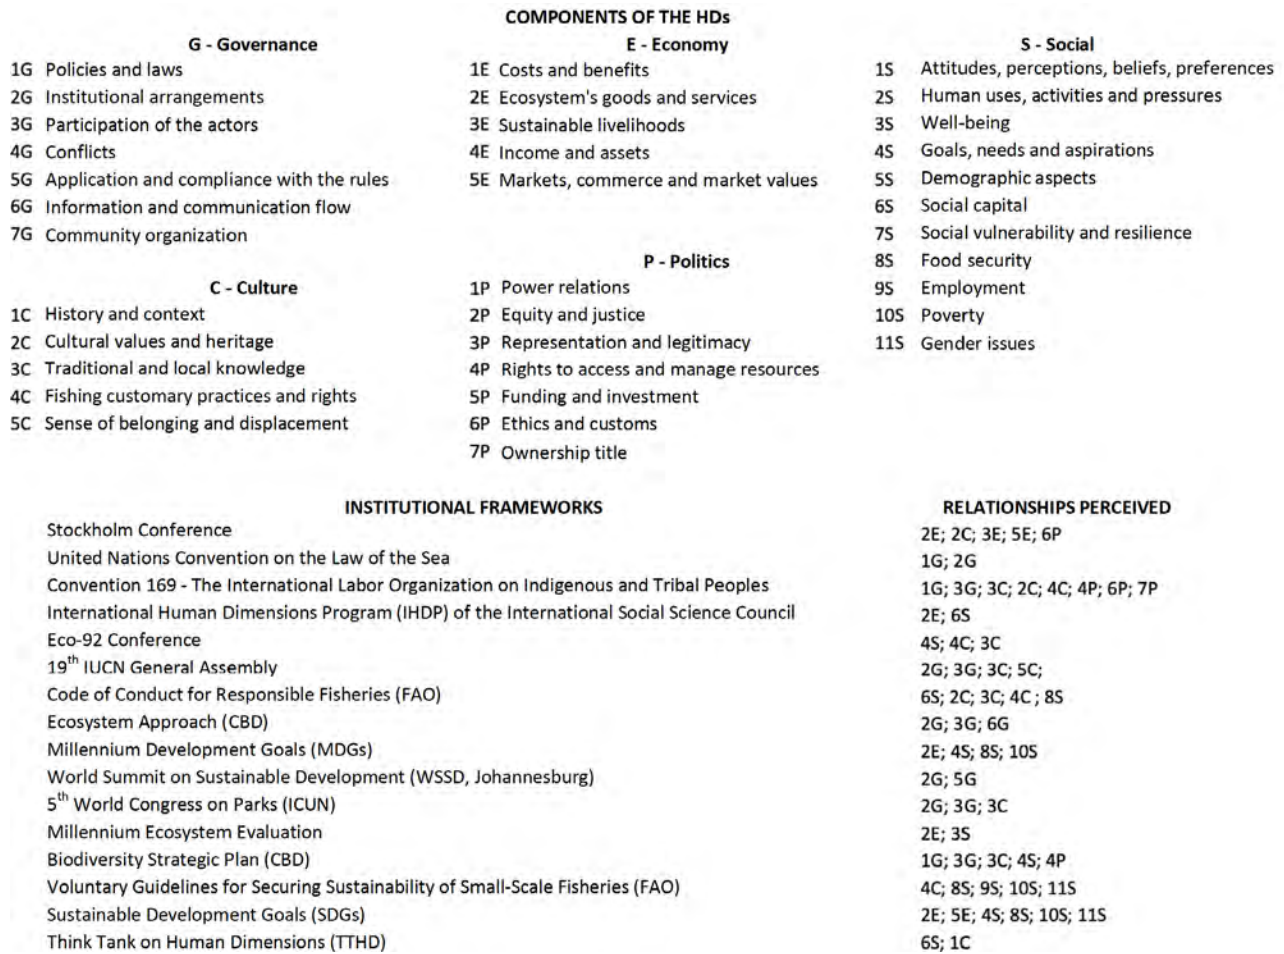 COMPONENTS OF THE HDs
G - Governance
1G Policies and laws
2G Institutional arrangements
3G Participation of the actors
4G Conflicts
5G Application and compliance with the rules
6G Information and communication flow
7G Community organization
E - Economy
1E Costs and benefits
2E Ecosystem's goods and services
3E Sustainable livelihoods
4E Income and assets
5E Markets, commerce and market values
S - Social
1S Attitudes, perceptions, beliefs, preferences
2S Human uses, activities and pressures
3S Well-being
4S Goals, needs and aspirations
5S Demographic aspects
6S Social capital
7S Social vulnerability and resilience
8S Food security
9S Employment
10S Poverty
11S Gender issues
C - Culture
1C History and context
2C Cultural values and heritage
3C Traditional and local knowledge
4C Fishing customary practices and rights
5C Sense of belonging and displacement
P - Politics
1P Power relations
2P Equity and justice
3P Representation and legitimacy
4P Rights to access and manage resources
5P Funding and investment
6P Ethics and customs
7P Ownership title
INSTITUTIONAL FRAMEWORKS RELATIONSHIPS PERCEIVED
Stockholm Conference 2E; 2C; 3E; 5E; 6P
United Nations Convention on the Law of the Sea 1G; 2G
Convention 169 - The International Labor Organization on Indigenous and Tribal Peoples 1G; 3G; 3C; 2C; 4C; 4P; 6P; 7P
International Human Dimensions Program (IHDP) of the International Social Science Council 2E; 6S
Eco-92 Conference 4S; 4C; 3C
19th IUCN General Assembly 2G; 3G; 3C; 5C;
Code of Conduct for Responsible Fisheries (FAO) 6S; 2C; 3C; 4C ; 8S
Ecosystem Approach (CBD) 2G; 3G; 6G
Millennium Development Goals (MDGs) 2E; 4S; 8S; 10S
World Summit on Sustainable Development (WSSD, Johannesburg) 2G; 5G
5th World Congress on Parks (ICUN) 2G; 3G; 3C
Millennium Ecosystem Evaluation 2E; 3S
Biodiversity Strategic Plan (CBD) 1G; 3G; 3C; 4S; 4P
Voluntary Guidelines for Securing Sustainability of Small-Scale Fisheries (FAO) 4C; 8S; 9S; 10S; 11S
Sustainable Development Goals (SDGs) 2E; 5E; 4S; 8S; 10S; 11S
Think Tank on Human Dimensions (TTHD) 6S; 1C